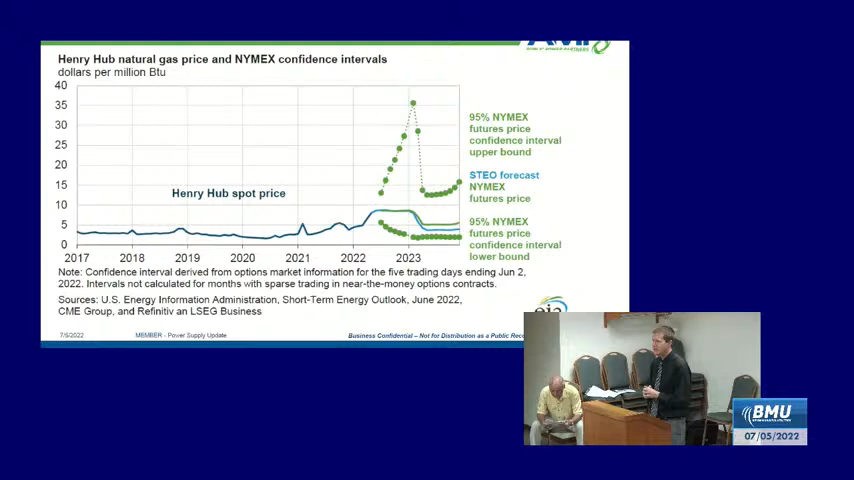 AMP
Henry Hub natural gas price and NYMEX confidence intervals
dollars per million Btu
40
35
30
25
20
15
10
5
0
Henry Hub spot price
95% NYMEX
futures price
confidence interval
upper bound
STEO forecast
NYMEX
futures price
95% NYMEX
futures price
confidence interval
lower bound
2017 2018 2019 2020 2021 2022 2023
Note: Confidence interval derived from options market information for the five trading days ending Jun 2,
2022. Intervals not calculated for months with sparse trading in near-the-money options contracts.
Sources: U.S. Energy Information Administration, Short-Term Energy Outlook, June 2022,
CME Group, and Refinitiv an LSEG Business
eia
7/5/2022 MEMBER - Power Supply Update Business Confidential – Not for Distribution as a Public Rec
BMU
07/05/2022